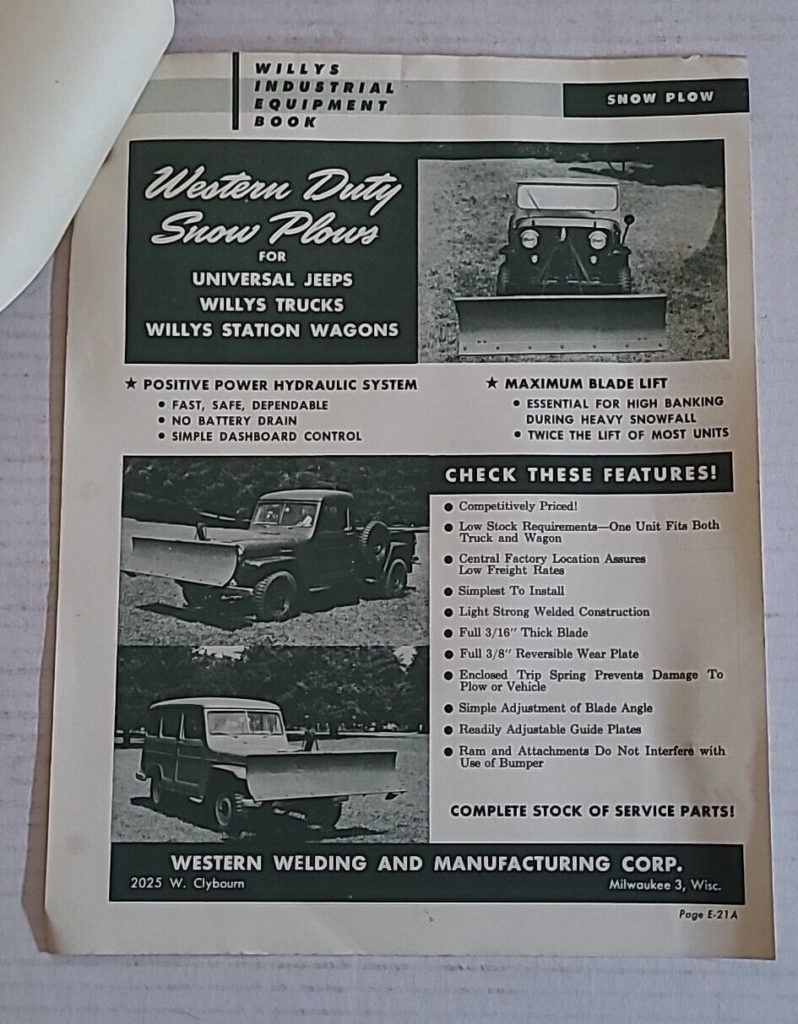 WILLYS
INDUSTRIAL
EQUIPMENT
BOOK
SNOW PLOW
Western Duty
Snow Plows
FOR
UNIVERSAL JEEPS
WILLYS TRUCKS
WILLYS STATION WAGONS
★ POSITIVE POWER HYDRAULIC SYSTEM
• FAST, SAFE, DEPENDABLE
• NO BATTERY DRAIN
• SIMPLE DASHBOARD CONTROL
★ MAXIMUM BLADE LIFT
• ESSENTIAL FOR HIGH BANKING
DURING HEAVY SNOWFALL
• TWICE THE LIFT OF MOST UNITS
CHECK THESE FEATURES!
● Competitively Priced!
● Low Stock Requirements—One Unit Fits Both
Truck and Wagon
● Central Factory Location Assures
Low Freight Rates
● Simplest To Install
● Light Strong Welded Construction
● Full 3/16" Thick Blade
● Full 3/8" Reversible Wear Plate
● Enclosed Trip Spring Prevents Damage To
Plow or Vehicle
● Simple Adjustment of Blade Angle
● Readily Adjustable Guide Plates
● Ram and Attachments Do Not Interfere with
Use of Bumper
COMPLETE STOCK OF SERVICE PARTS!
WESTERN WELDING AND MANUFACTURING CORP.
2025 W. Clybourn
Milwaukee 3, Wisc.
Page E-21A